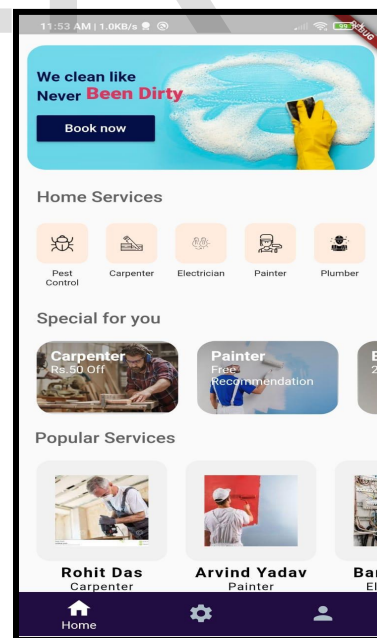 11:53 AM | 1.0KB/s
99
We clean like
Never Been Dirty
Book now
Home Services
Pest Control
Carpenter
Electrician
Painter
Plumber
Special for you
Carpenter
Rs.50 Off
Painter
Free
Recommendation
Popular Services
Rohit Das
Carpenter
Arvind Yadav
Painter
Home